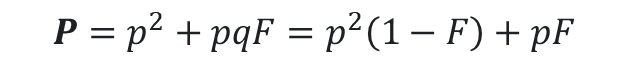 P = p² + pqF = p²(1 − F) + pF